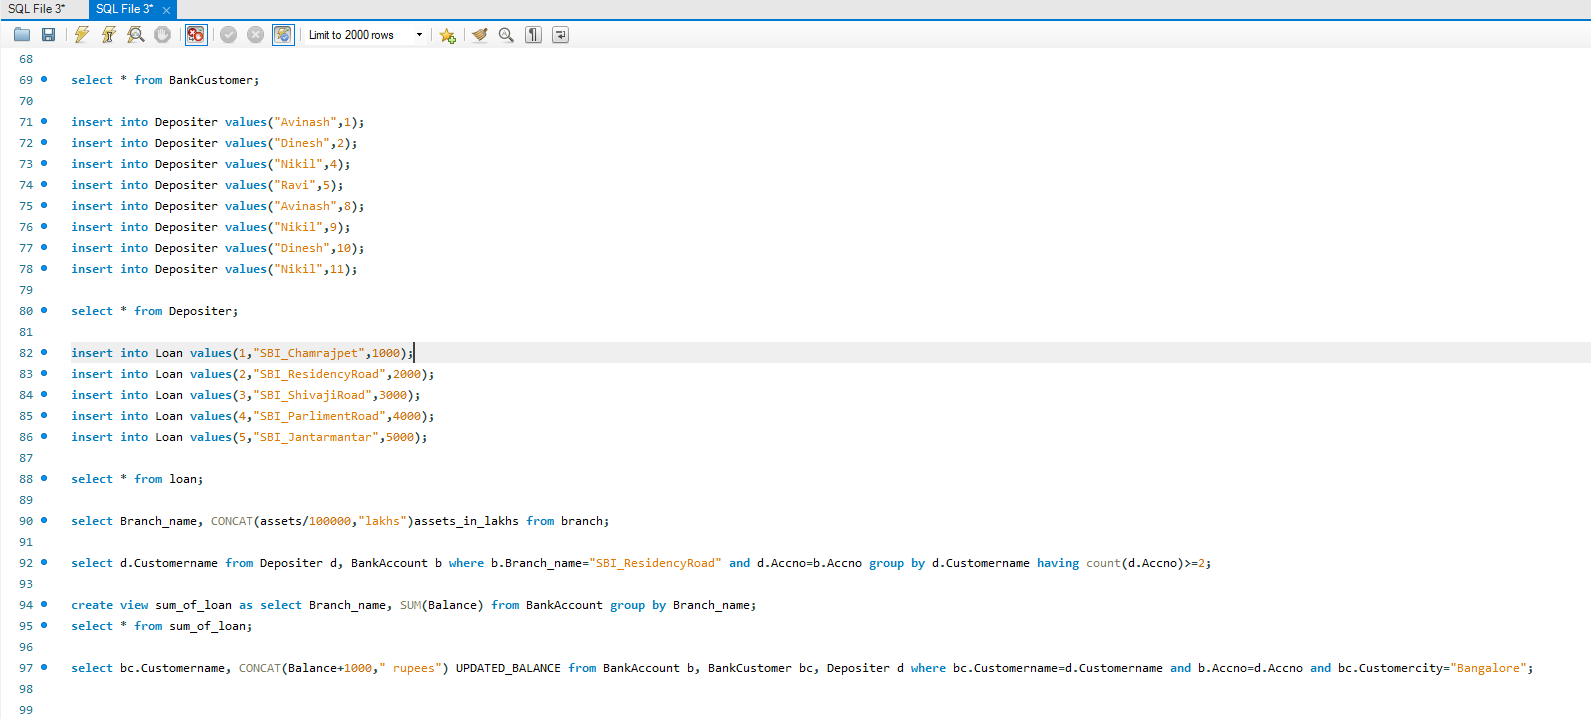 SQL File 3* SQL File 3* ×
Limit to 2000 rows
68
69 select * from BankCustomer;
70
71 insert into Depositer values("Avinash",1);
72 insert into Depositer values("Dinesh",2);
73 insert into Depositer values("Nikil",4);
74 insert into Depositer values("Ravi",5);
75 insert into Depositer values("Avinash",8);
76 insert into Depositer values("Nikil",9);
77 insert into Depositer values("Dinesh",10);
78 insert into Depositer values("Nikil",11);
79
80 select * from Depositer;
81
82 insert into Loan values(1,"SBI_Chamrajpet",1000);
83 insert into Loan values(2,"SBI_ResidencyRoad",2000);
84 insert into Loan values(3,"SBI_ShivajiRoad",3000);
85 insert into Loan values(4,"SBI_ParlimentRoad",4000);
86 insert into Loan values(5,"SBI_Jantarmantar",5000);
87
88 select * from loan;
89
90 select Branch_name, CONCAT(assets/100000,"lakhs")assets_in_lakhs from branch;
91
92 select d.Customername from Depositer d, BankAccount b where b.Branch_name="SBI_ResidencyRoad" and d.Accno=b.Accno group by d.Customername having count(d.Accno)>=2;
93
94 create view sum_of_loan as select Branch_name, SUM(Balance) from BankAccount group by Branch_name;
95 select * from sum_of_loan;
96
97 select bc.Customername, CONCAT(Balance+1000," rupees") UPDATED_BALANCE from BankAccount b, BankCustomer bc, Depositer d where bc.Customername=d.Customername and b.Accno=d.Accno and bc.Customercity="Bangalore";
98
99